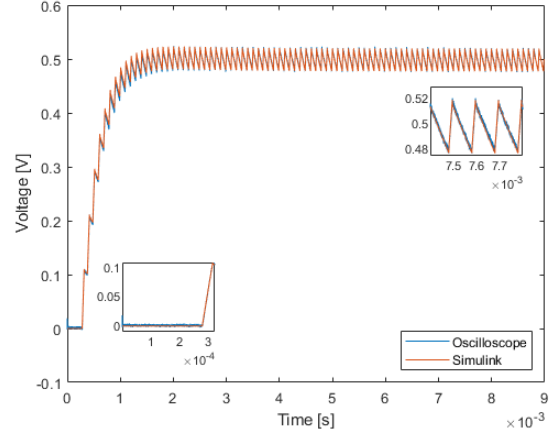 0.6
0.5
0.4
0.3
0.2
0.1
0
-0.1
Voltage [V]
0 1 2 3 4 5 6 7 8 9
Time [s]
×10⁻³
0.52
0.5
0.48
7.5 7.6 7.7
×10⁻³
0.1
0.05
0
1 2 3
×10⁻⁴
Oscilloscope
Simulink